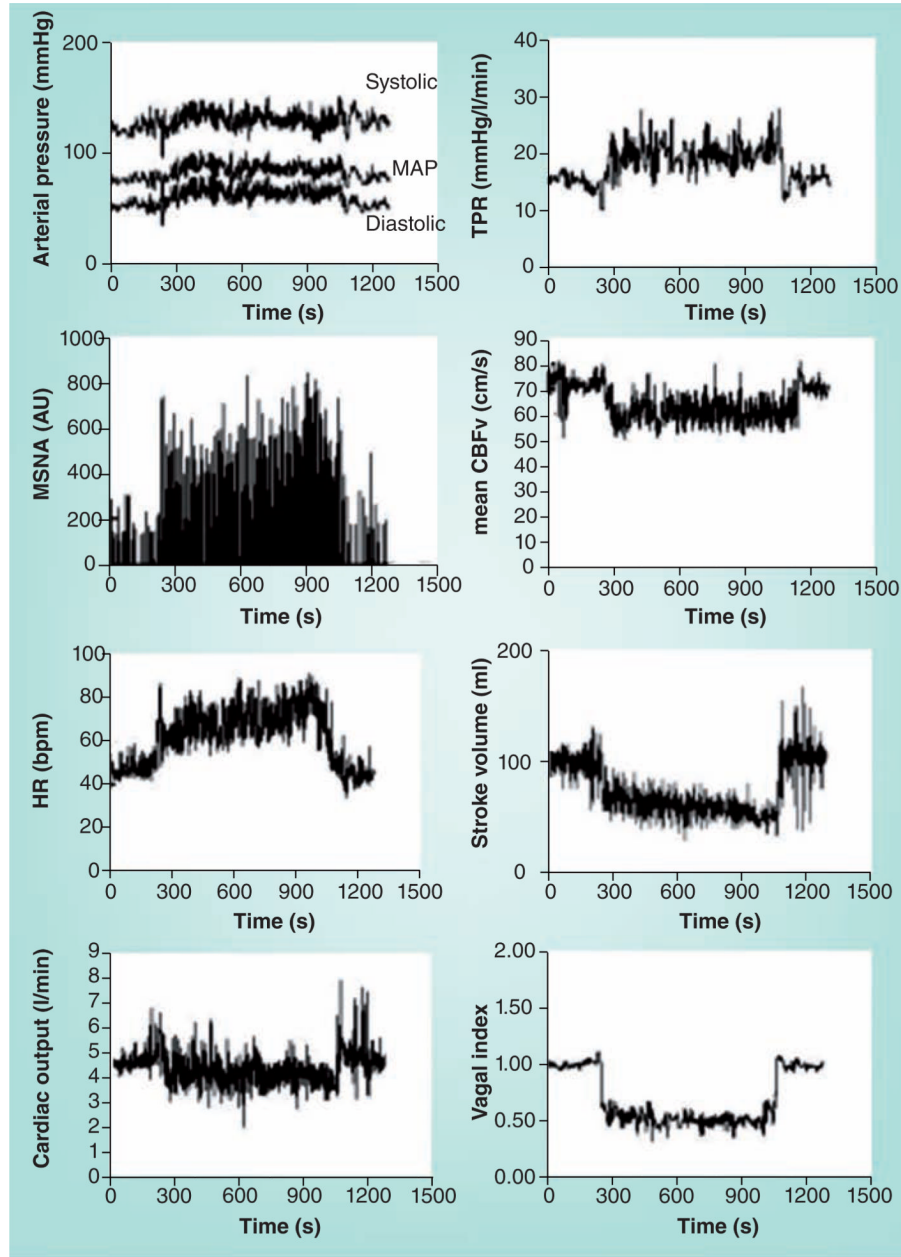 Arterial pressure (mmHg)
200
100
0
Systolic
MAP
Diastolic
0 300 600 900 1200 1500
Time (s)
TPR (mmHg/l/min)
40
30
20
10
0
0 300 600 900 1200 1500
Time (s)
MSNA (AU)
1000
800
600
400
200
0
0 300 600 900 1200 1500
Time (s)
mean CBFv (cm/s)
90
80
70
60
50
40
30
20
10
0
0 300 600 900 1200 1500
Time (s)
HR (bpm)
100
80
60
40
20
0
0 300 600 900 1200 1500
Time (s)
Stroke volume (ml)
200
100
0
0 300 600 900 1200 1500
Time (s)
Cardiac output (l/min)
9
8
7
6
5
4
3
2
1
0
0 300 600 900 1200 1500
Time (s)
Vagal index
2.00
1.50
1.00
0.50
0.00
0 300 600 900 1200 1500
Time (s)